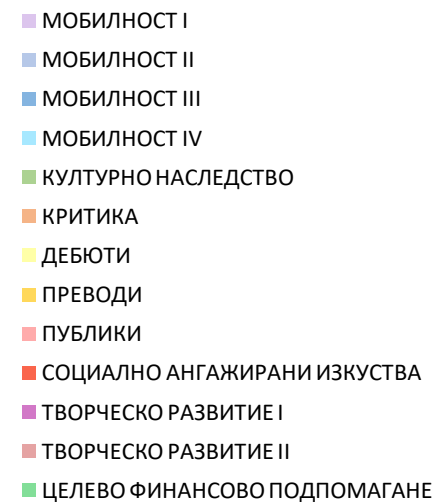 МОБИЛНОСТ I
МОБИЛНОСТ II
МОБИЛНОСТ III
МОБИЛНОСТ IV
КУЛТУРНО НАСЛЕДСТВО
КРИТИКА
ДЕБЮТИ
ПРЕВОДИ
ПУБЛИКИ
СОЦИАЛНО АНГАЖИРАНИ ИЗКУСТВА
ТВОРЧЕСКО РАЗВИТИЕ I
ТВОРЧЕСКО РАЗВИТИЕ II
ЦЕЛЕВО ФИНАНСОВО ПОДПОМАГАНЕ